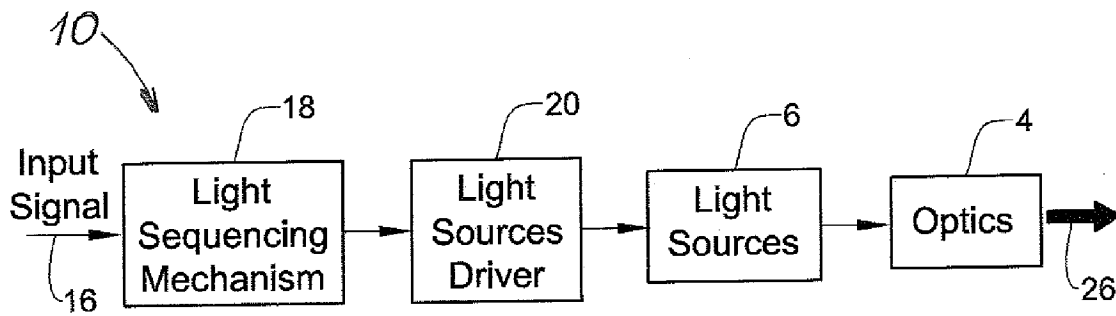 10
18
20
6
4
Input
Signal
Light
Sequencing
Mechanism
Light
Sources
Driver
Light
Sources
Optics
16
26